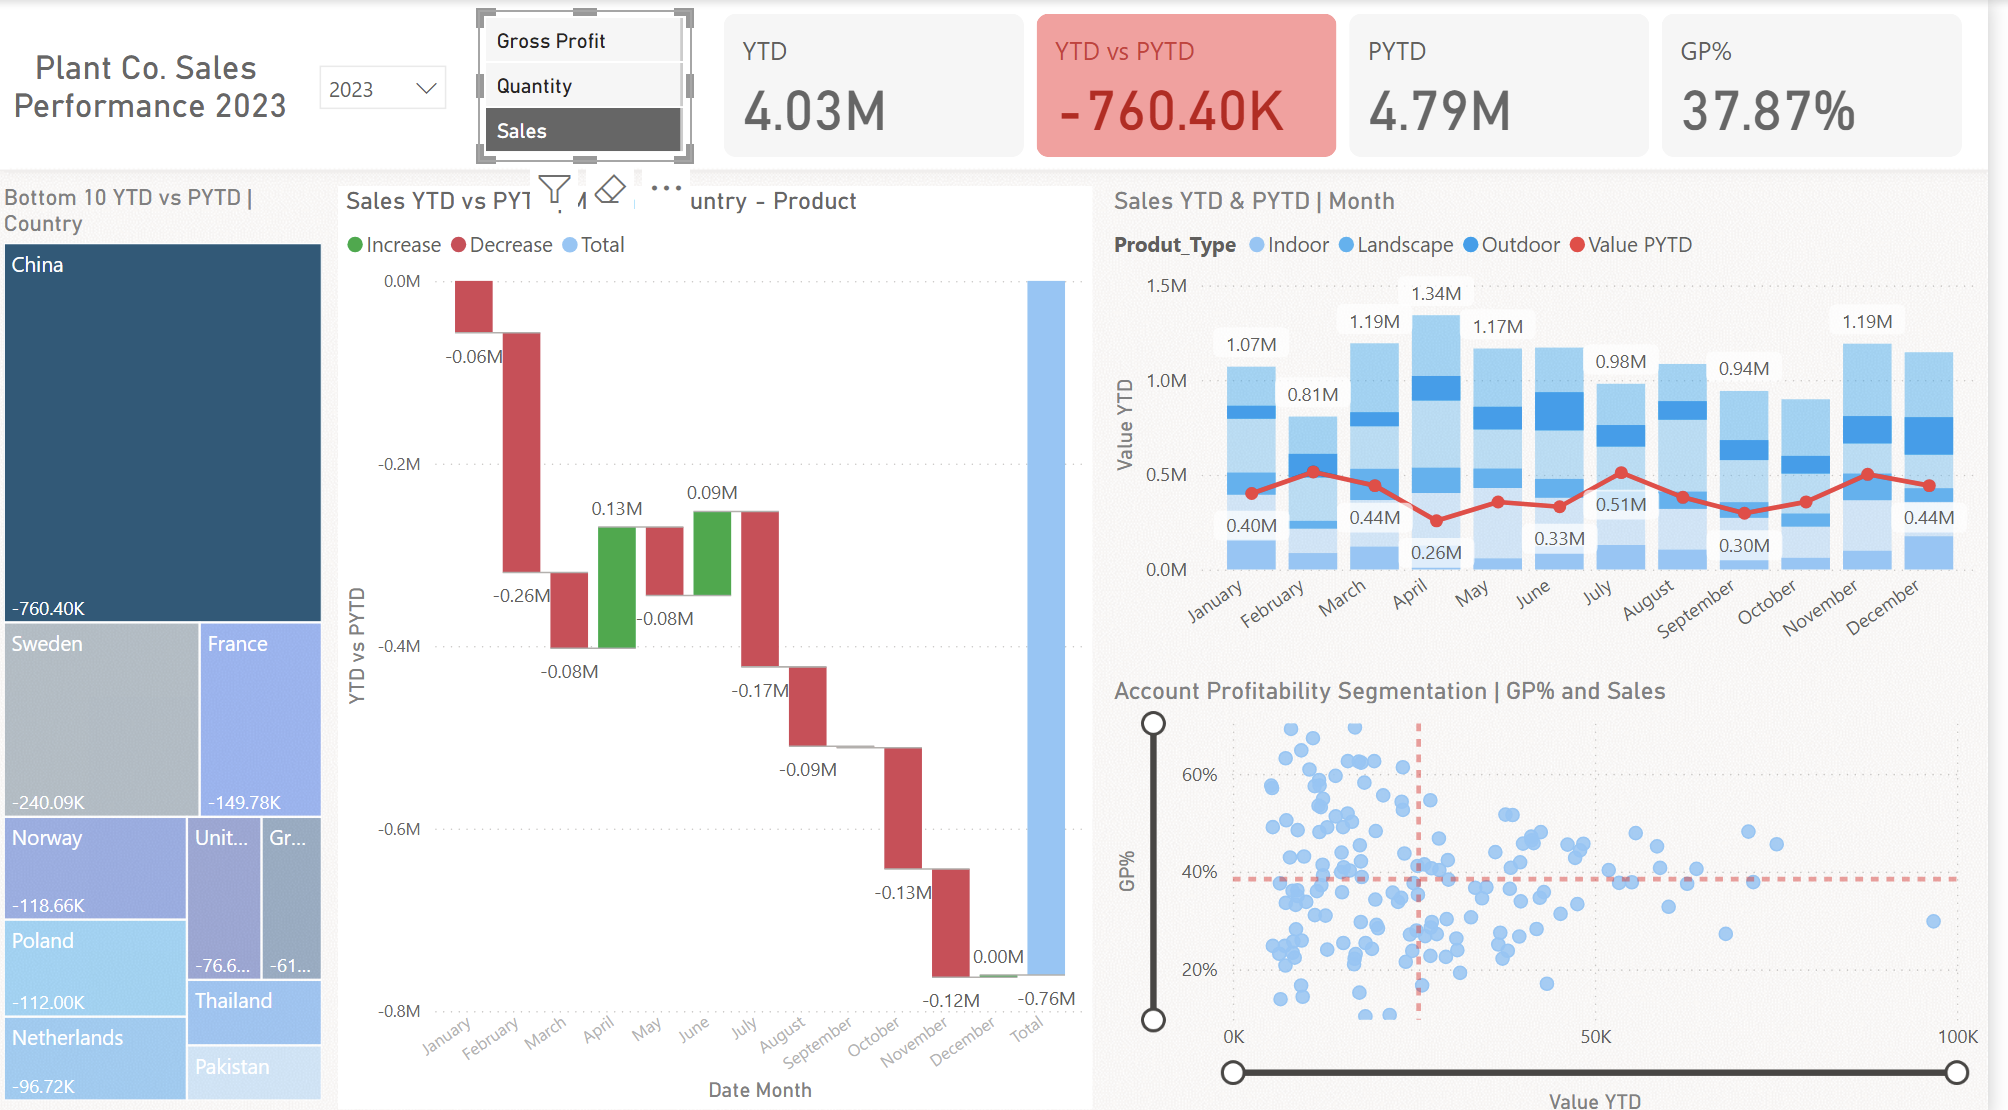 Plant Co. Sales
Performance 2023
2023
Gross Profit
Quantity
Sales
YTD
4.03M
YTD vs PYTD
-760.40K
PYTD
4.79M
GP%
37.87%
Bottom 10 YTD vs PYTD |
Country
China
-760.40K
Sweden
-240.09K
France
-149.78K
Norway
-118.66K
Unit...
-76.6...
Gr...
-61...
Poland
-112.00K
Thailand
Netherlands
-96.72K
Pakistan
Sales YTD vs PYT
untry - Product
Increase Decrease Total
YTD vs PYTD
0.0M
-0.2M
-0.4M
-0.6M
-0.8M
-0.06M
-0.26M
-0.08M
0.13M
-0.08M
0.09M
-0.17M
-0.09M
-0.13M
-0.12M
0.00M
-0.76M
January
February
March
April
May
June
July
August
September
October
November
December
Total
Date Month
Sales YTD & PYTD | Month
Produt_Type Indoor Landscape Outdoor Value PYTD
Value YTD
1.5M
1.0M
0.5M
0.0M
1.07M
0.81M
1.19M
1.34M
1.17M
0.98M
0.94M
1.19M
0.40M
0.44M
0.26M
0.33M
0.51M
0.30M
0.44M
January
February
March
April
May
June
July
August
September
October
November
December
Account Profitability Segmentation | GP% and Sales
GP%
60%
40%
20%
0K
50K
100K
Value YTD